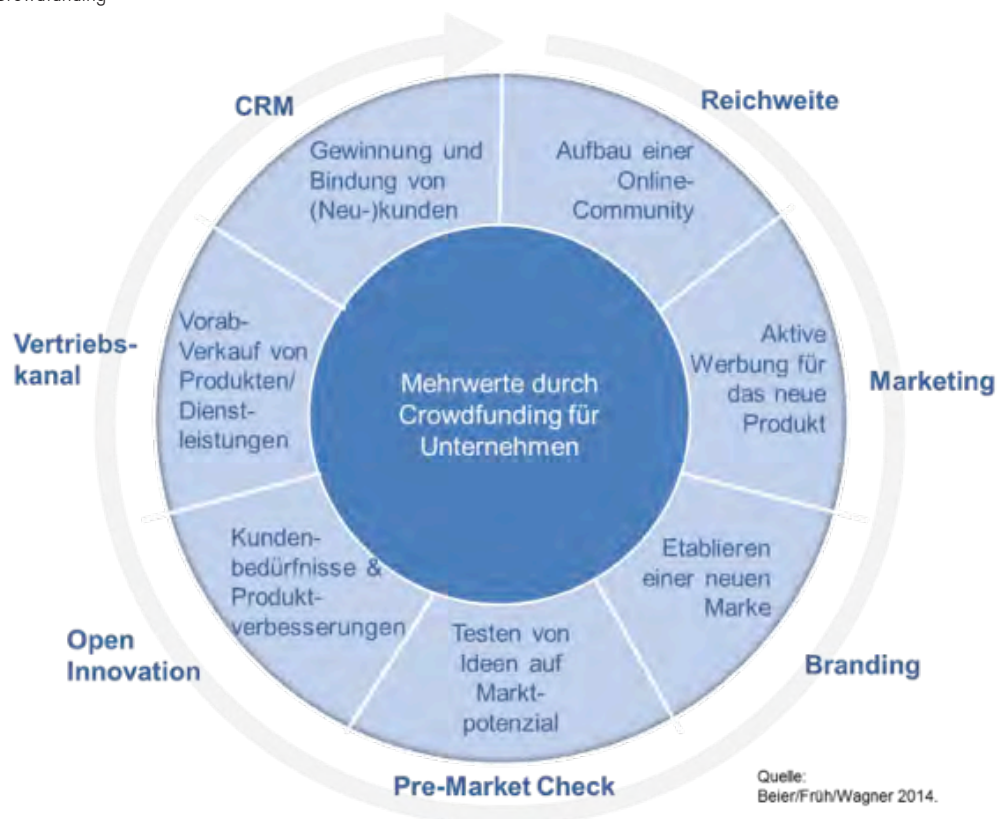 Crowdfunding
CRM
Reichweite
Gewinnung und
Bindung von
(Neu-)kunden
Aufbau einer
Online-
Community
Vertriebs-
kanal
Vorab-
Verkauf von
Produkten/
Dienst-
leistungen
Mehrwerte durch
Crowdfunding für
Unternehmen
Aktive
Werbung für
das neue
Produkt
Marketing
Kunden-
bedürfnisse &
Produkt-
verbesserungen
Etablieren
einer neuen
Marke
Open
Innovation
Testen von
Ideen auf
Markt-
potenzial
Branding
Pre-Market Check
Quelle:
Beier/Früh/Wagner 2014.